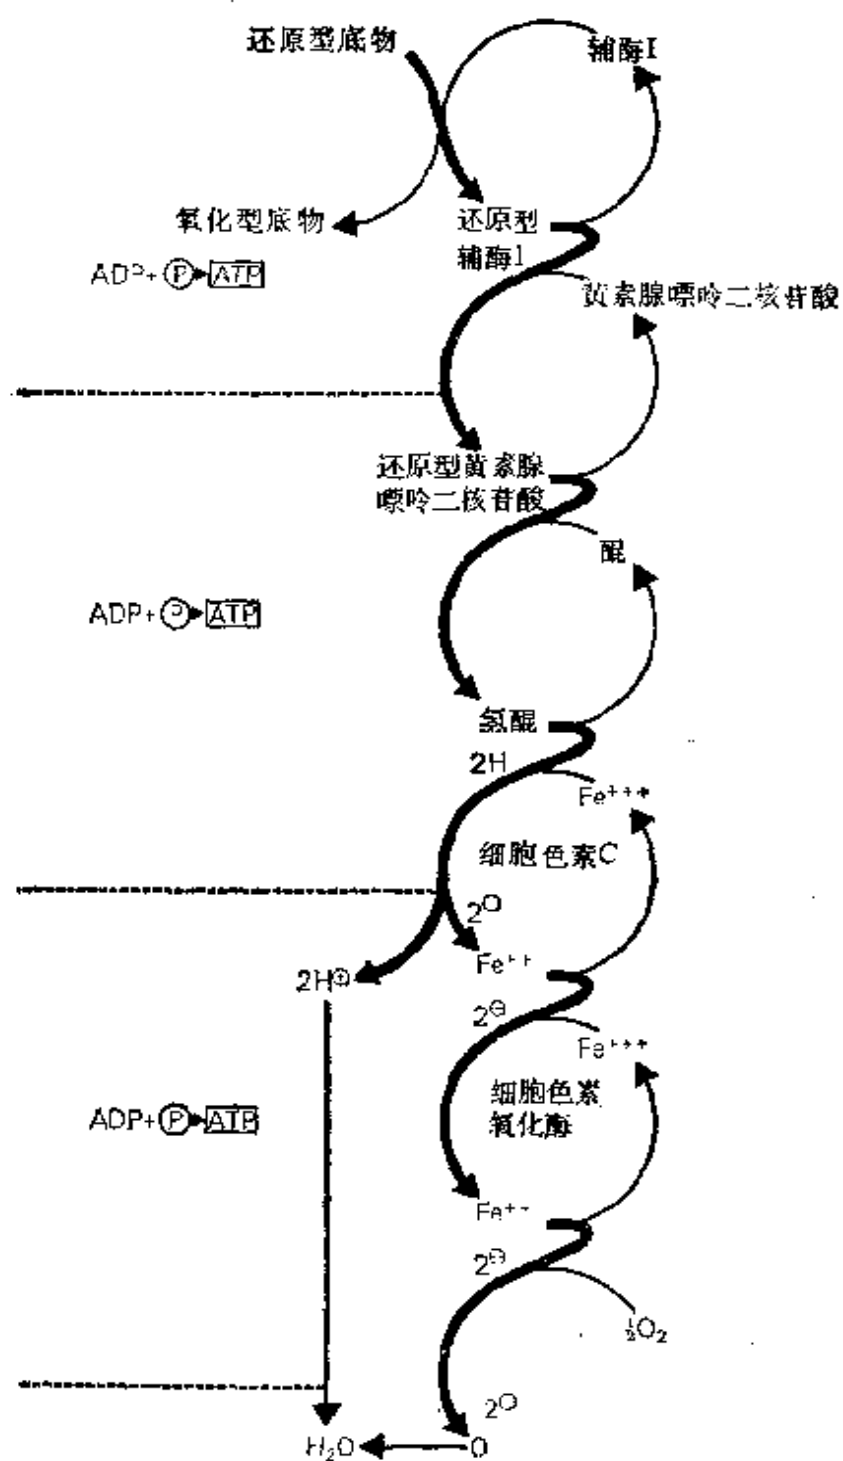 还原型底物
辅酶I
氧化型底物
还原型
辅酶I
ADP+Ⓟ▶ATP
黄素腺嘌呤二核苷酸
还原型黄素腺
嘌呤二核苷酸
醌
ADP+Ⓟ▶ATP
氢醌
2H
Fe+++
细胞色素C
2⊖
Fe++
2H⊕
2⊖
Fe+++
细胞色素
氧化酶
ADP+Ⓟ▶ATP
Fe++
2⊖
½O₂
2⊖
H₂O
O